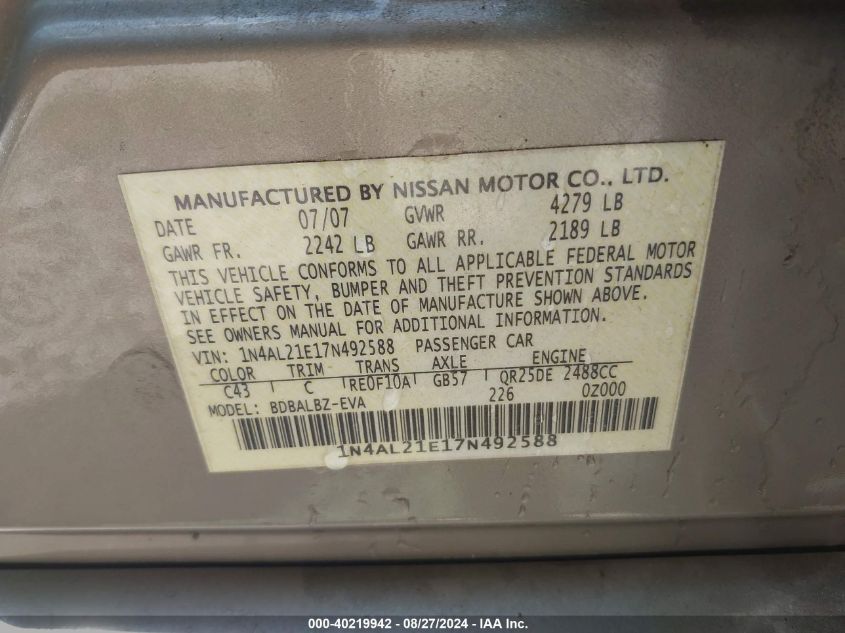 MANUFACTURED BY NISSAN MOTOR CO., LTD.
DATE 07/07 GVWR 4279 LB
GAWR FR. 2242 LB GAWR RR. 2189 LB
THIS VEHICLE CONFORMS TO ALL APPLICABLE FEDERAL MOTOR
VEHICLE SAFETY, BUMPER AND THEFT PREVENTION STANDARDS
IN EFFECT ON THE DATE OF MANUFACTURE SHOWN ABOVE.
SEE OWNERS MANUAL FOR ADDITIONAL INFORMATION.
VIN: 1N4AL21E17N492588 PASSENGER CAR
COLOR TRIM TRANS AXLE ENGINE
C43 C RE0F10A GB57 QR25DE 2488CC
MODEL: BDBALBZ-EVA 226 0Z000
1N4AL21E17N492588
000-40219942 - 08/27/2024 - IAA Inc.